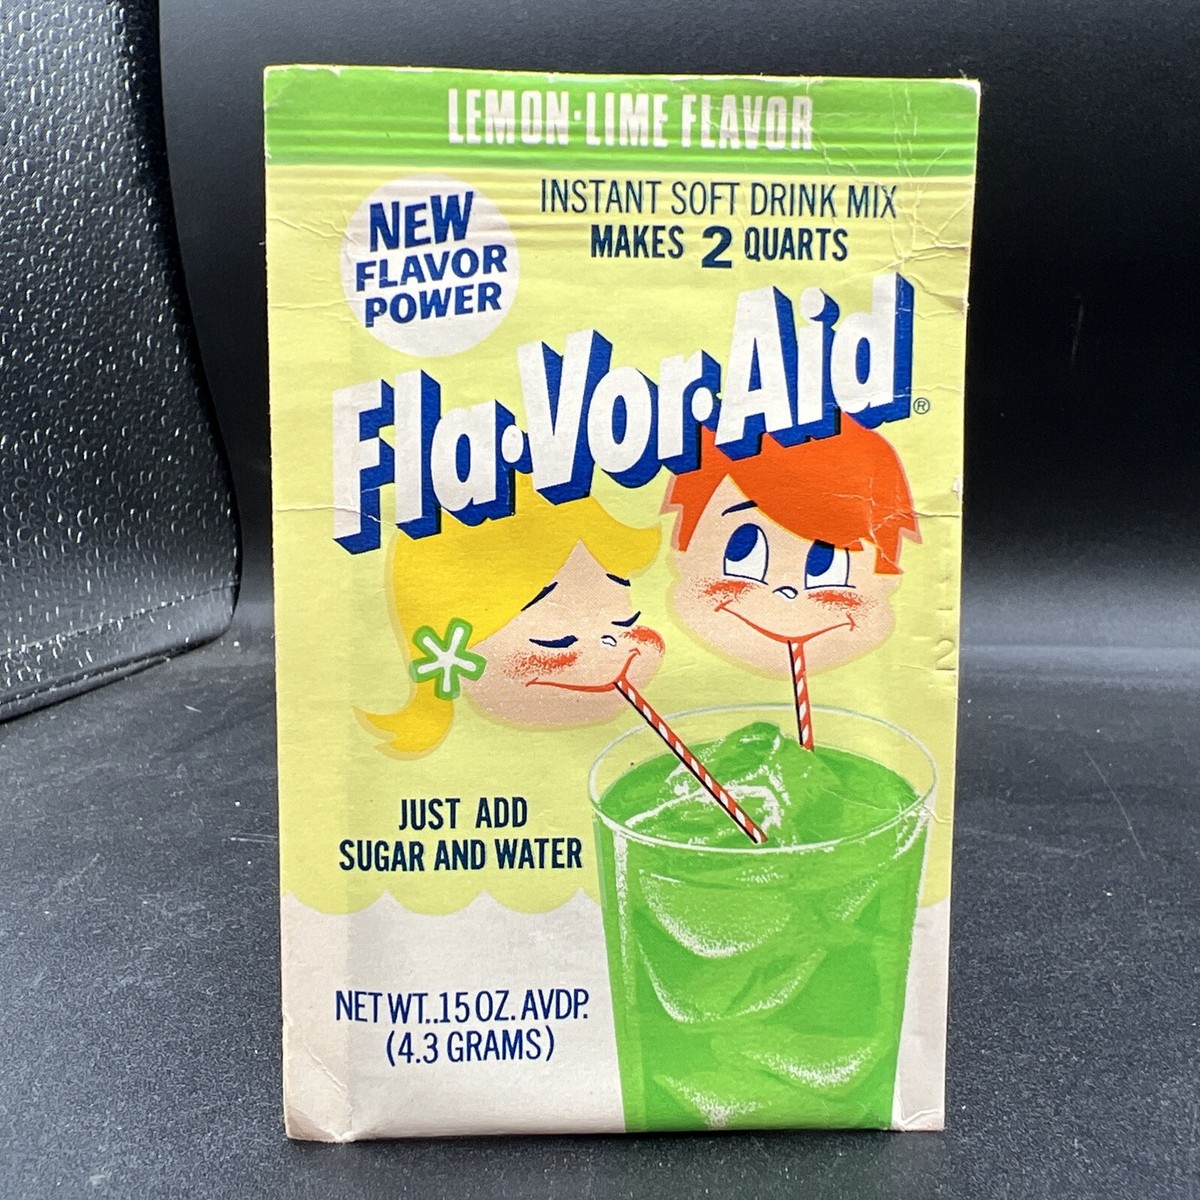 LEMON·LIME FLAVOR
NEW
FLAVOR
POWER
INSTANT SOFT DRINK MIX
MAKES 2 QUARTS
Fla·Vor·Aid®
2
JUST ADD
SUGAR AND WATER
NET WT. .15 OZ. AVDP.
(4.3 GRAMS)